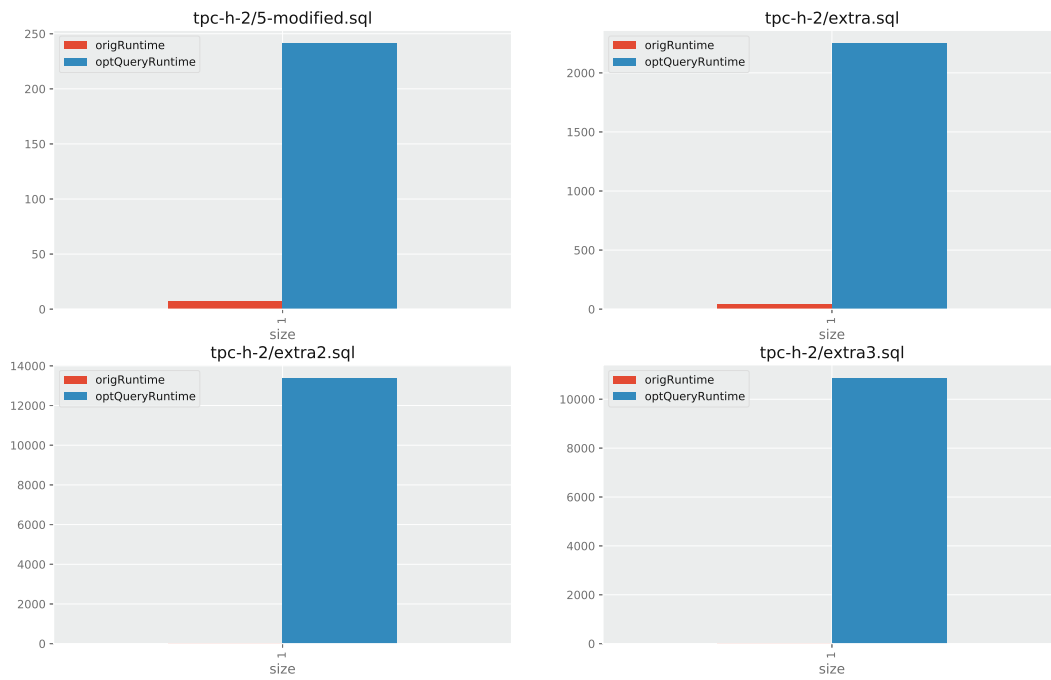 tpc-h-2/5-modified.sql
origRuntime
optQueryRuntime
250
200
150
100
50
0
1
size
tpc-h-2/extra.sql
origRuntime
optQueryRuntime
2000
1500
1000
500
0
1
size
tpc-h-2/extra2.sql
origRuntime
optQueryRuntime
14000
12000
10000
8000
6000
4000
2000
0
1
size
tpc-h-2/extra3.sql
origRuntime
optQueryRuntime
10000
8000
6000
4000
2000
0
1
size